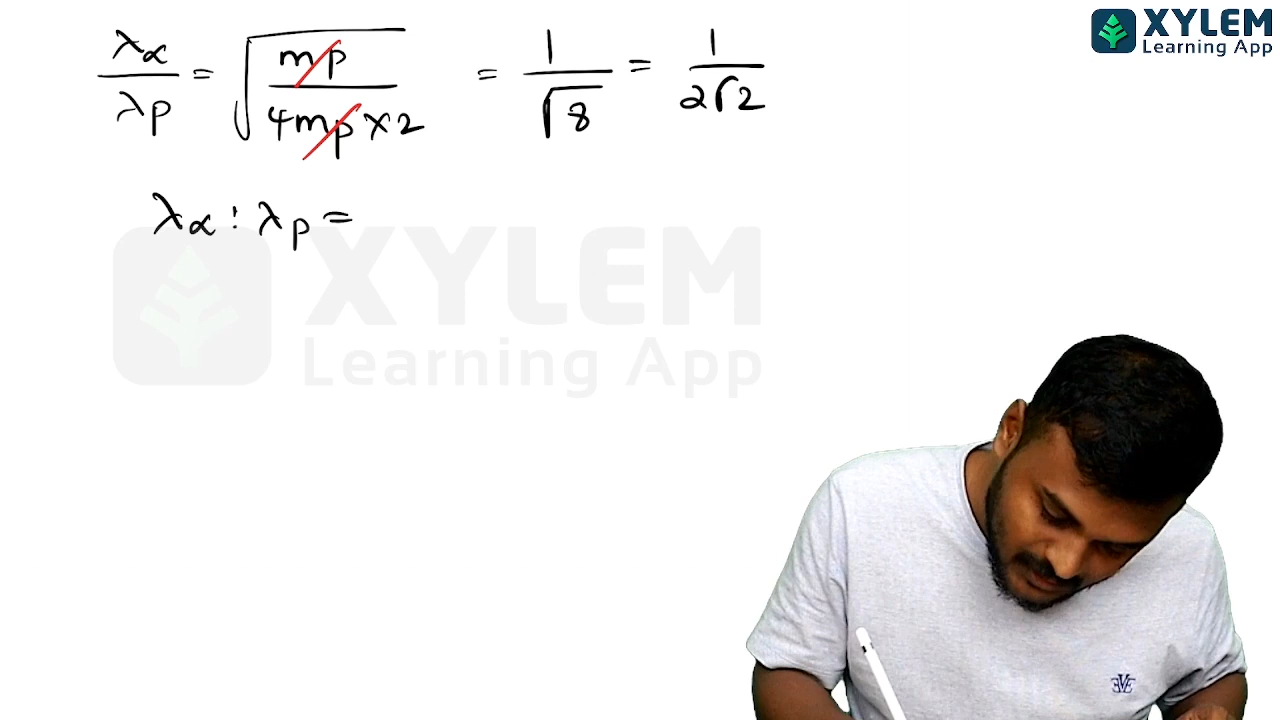 XYLEM
Learning App
λα/λp = √(mp/4mp×2) = 1/√8 = 1/2√2
λα : λp =
XYLEM
Learning App